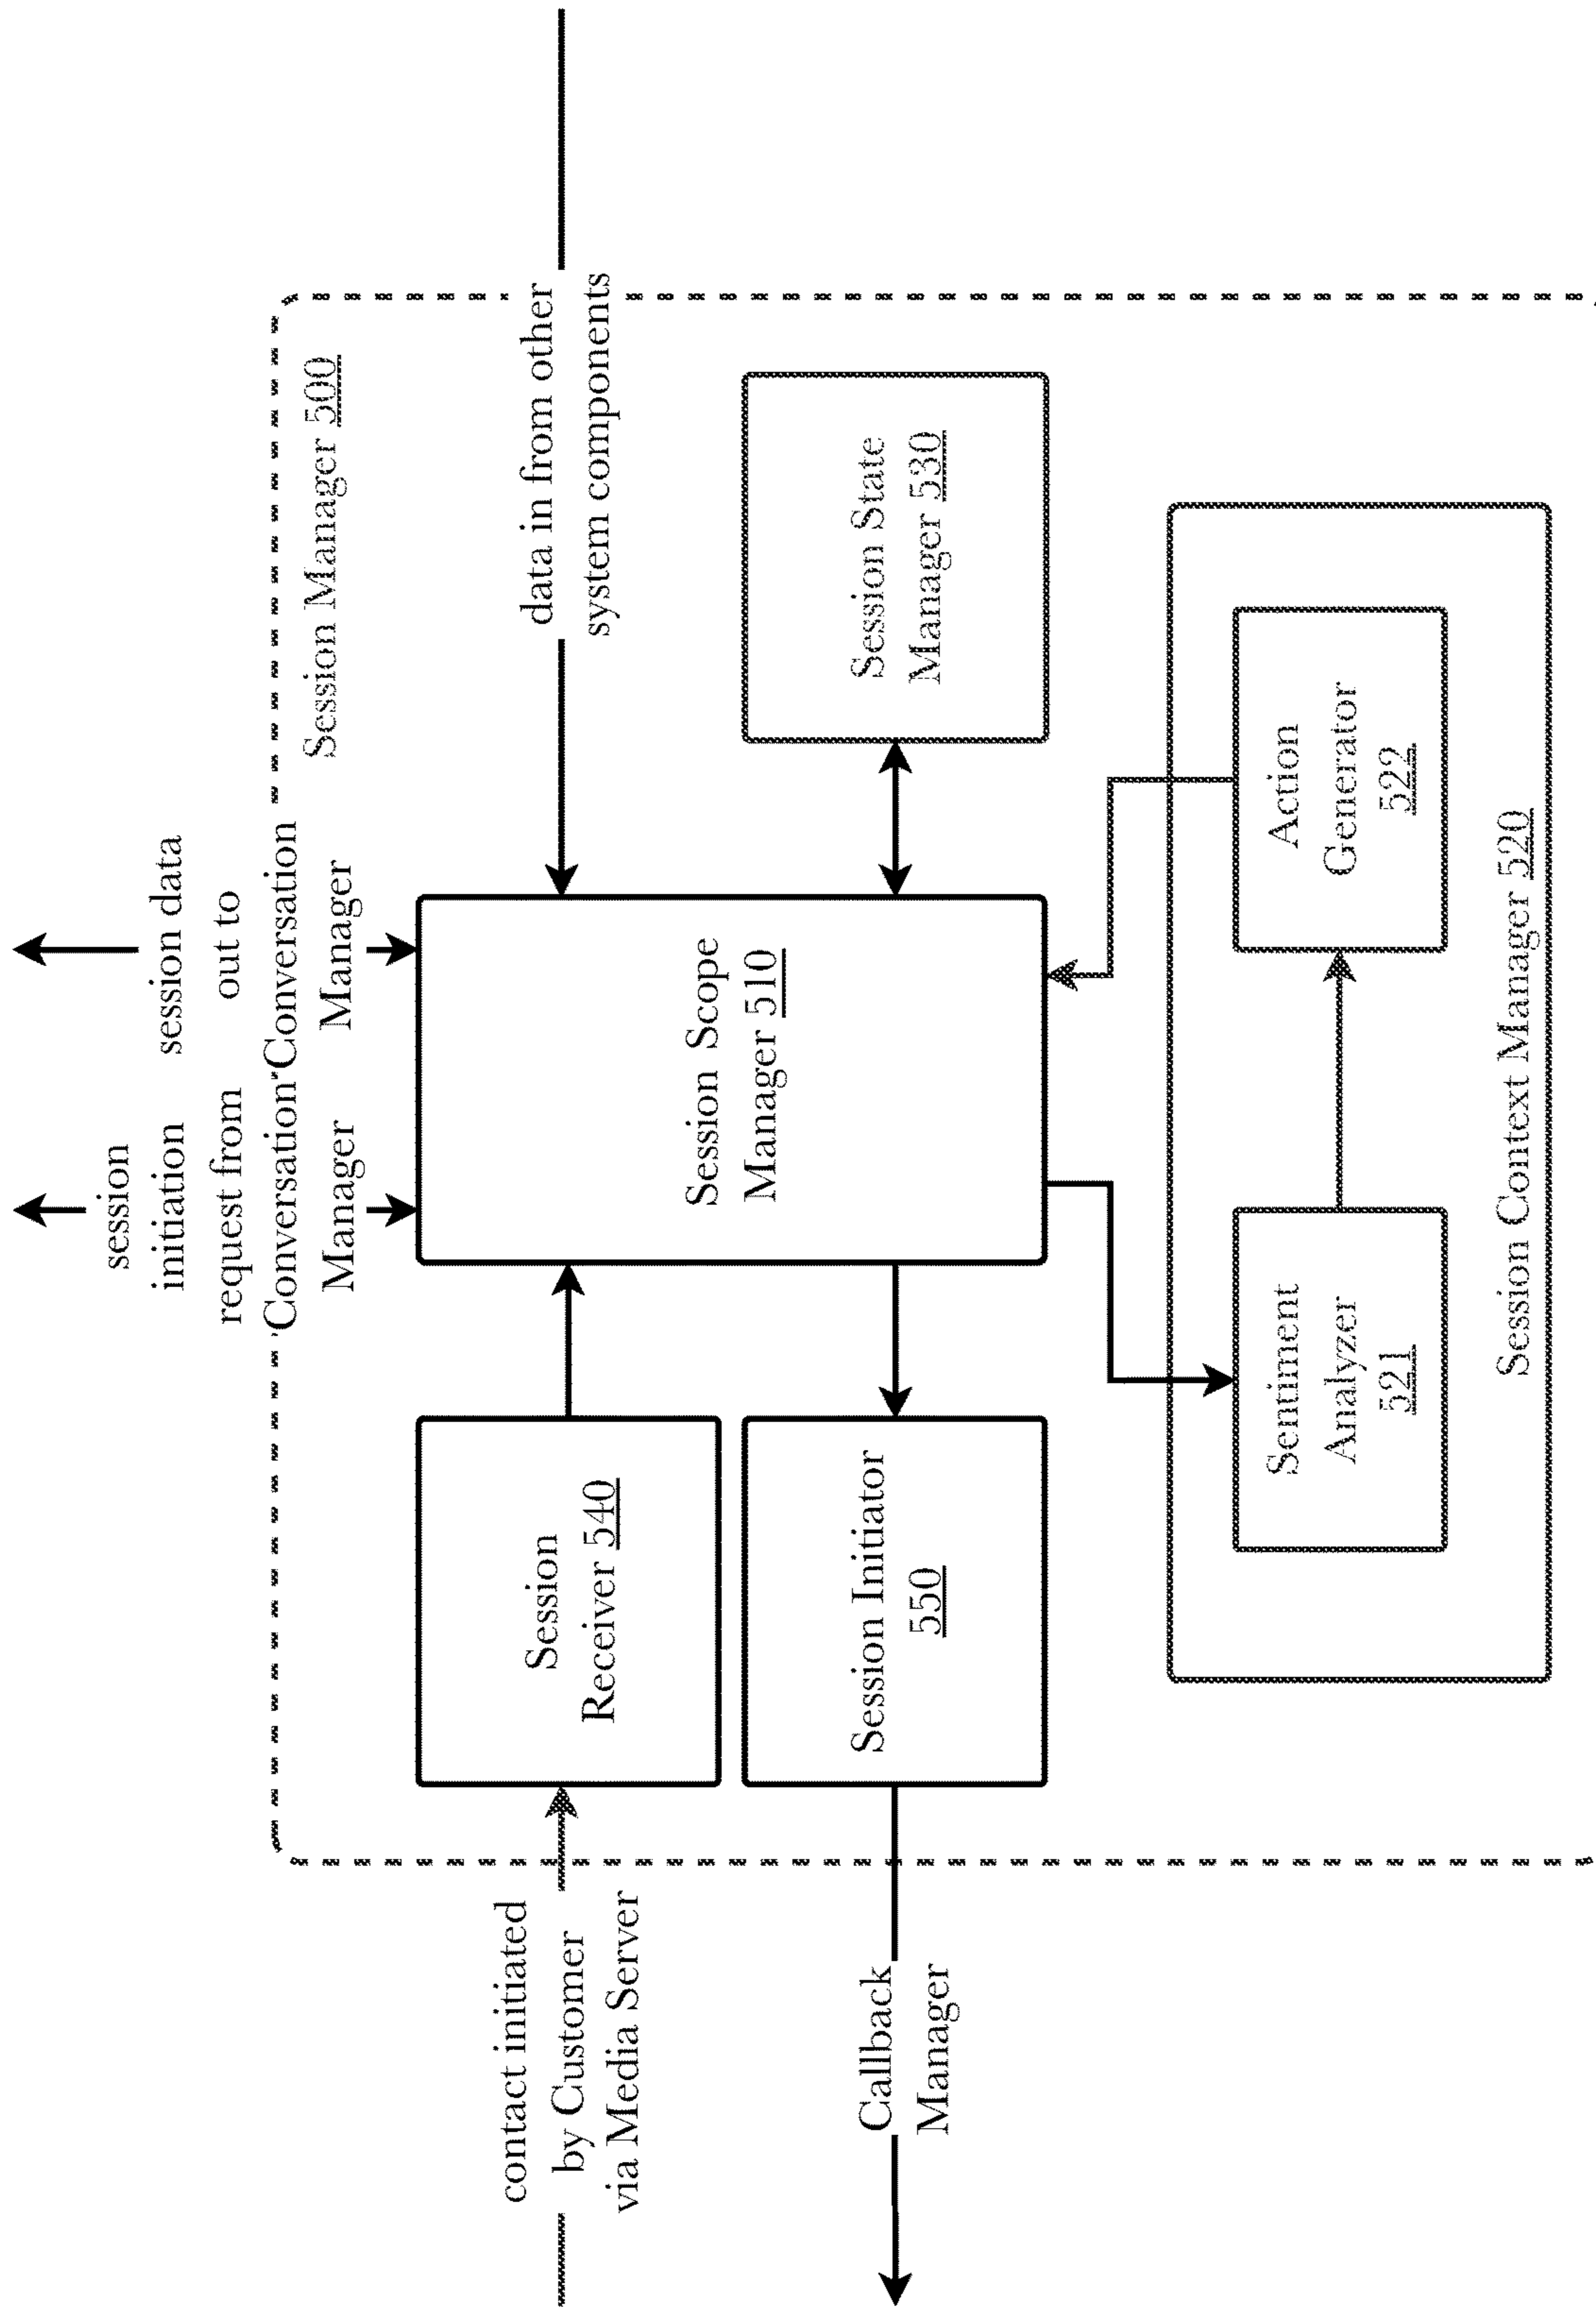 session
initiation
request from
Conversation
Manager
session data
out to
Conversation
Manager
Session Manager 500
contact initiated
by Customer
via Media Server
Session
Receiver 540
data in from other
system components
Session Scope
Manager 510
Callback
Manager
Session Initiator
550
Session State
Manager 530
Sentiment
Analyzer
521
Action
Generator
522
Session Context Manager 520